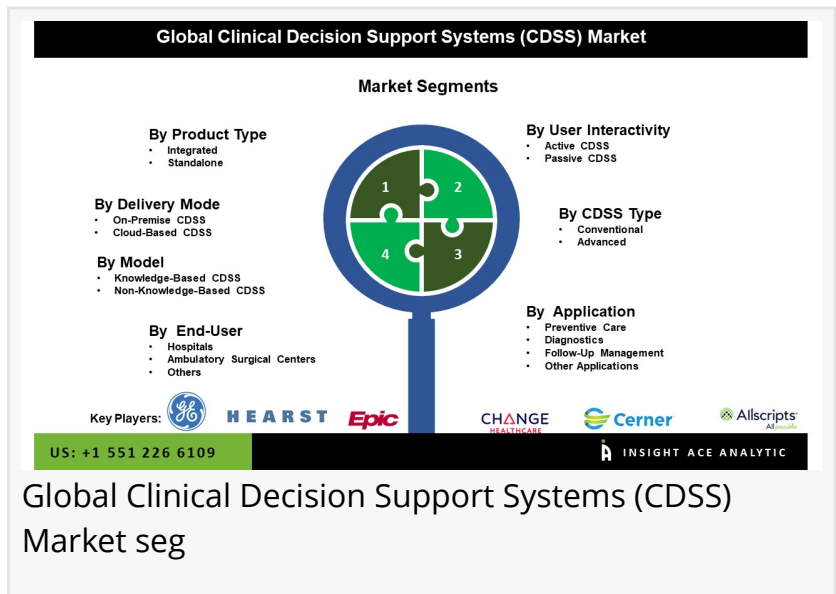 Global Clinical Decision Support Systems (CDSS) Market
Market Segments
By Product Type
• Integrated
• Standalone
By Delivery Mode
• On-Premise CDSS
• Cloud-Based CDSS
By Model
• Knowledge-Based CDSS
• Non-Knowledge-Based CDSS
By End-User
• Hospitals
• Ambulatory Surgical Centers
• Others
1
2
4
3
By User Interactivity
• Active CDSS
• Passive CDSS
By CDSS Type
• Conventional
• Advanced
By Application
• Preventive Care
• Diagnostics
• Follow-Up Management
• Other Applications
Key Players: GE HEARST Epic CHANGE HEALTHCARE Cerner Allscripts All possible
US: +1 551 226 6109
INSIGHT ACE ANALYTIC
Global Clinical Decision Support Systems (CDSS)
Market seg